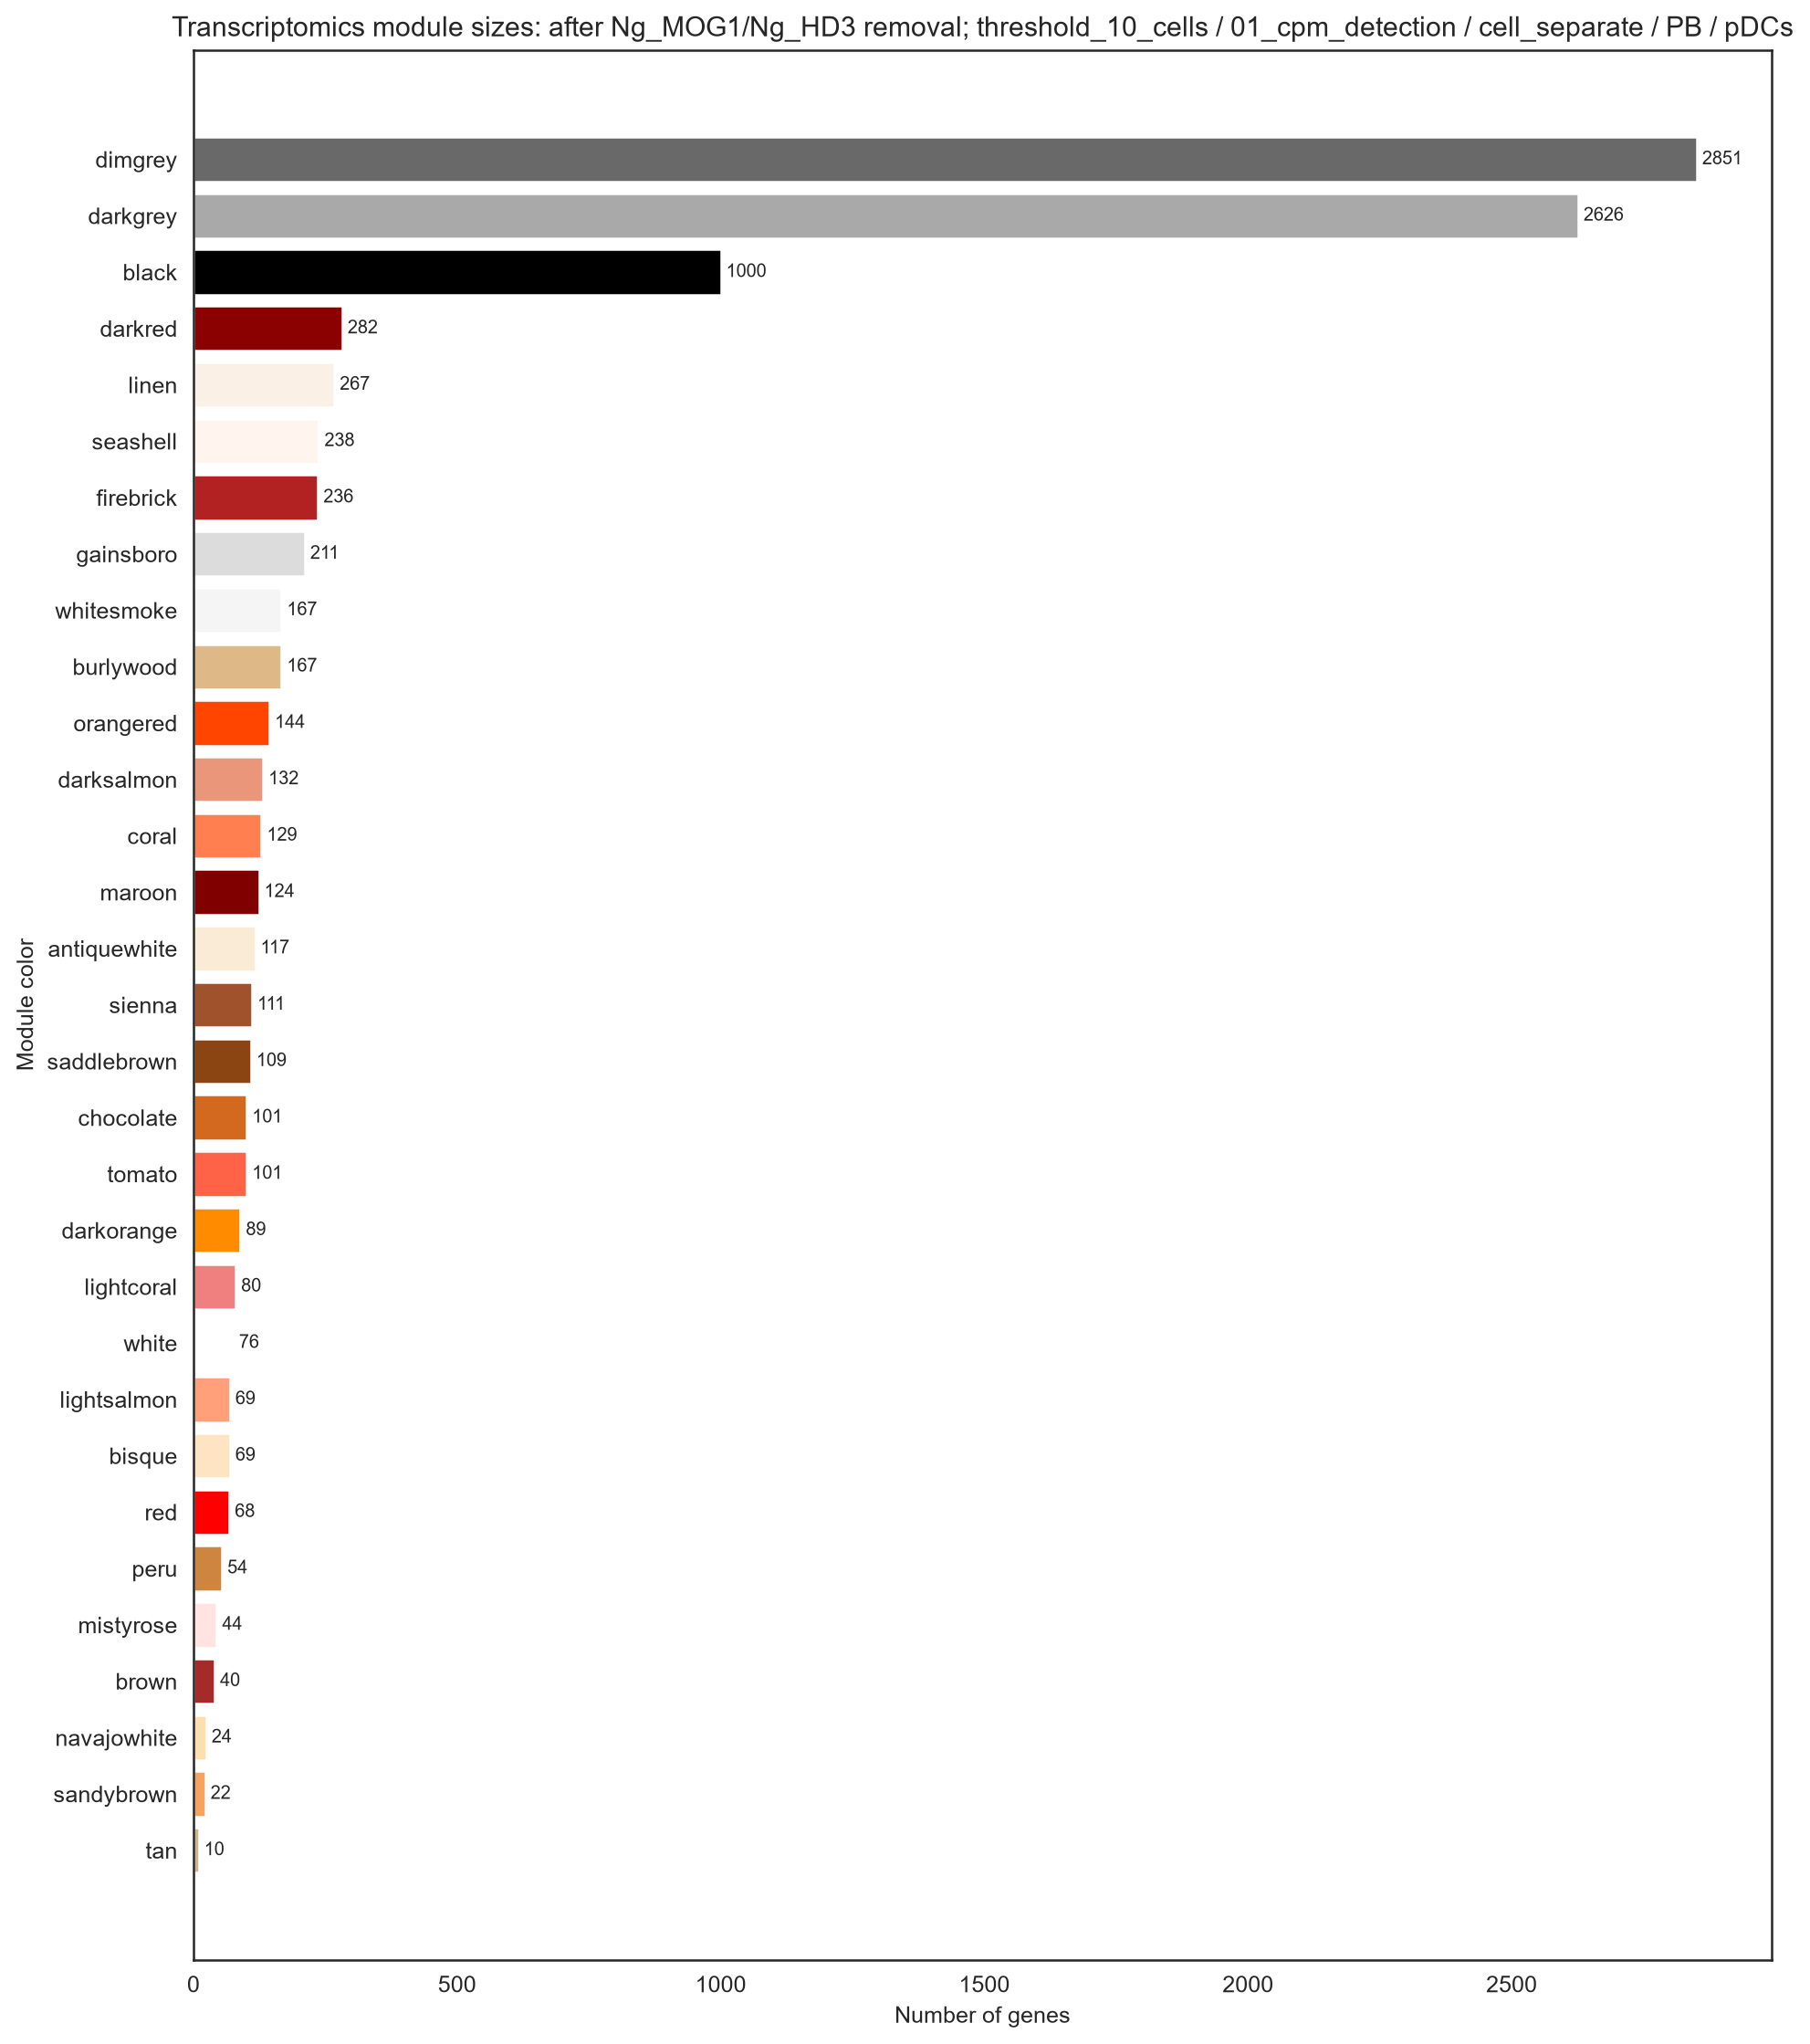 Transcriptomics module sizes: after Ng_MOG1/Ng_HD3 removal; threshold_10_cells / 01_cpm_detection / cell_separate / PB / pDCs
dimgrey 2851
darkgrey 2626
black 1000
darkred 282
linen 267
seashell 238
firebrick 236
gainsboro 211
whitesmoke 167
burlywood 167
orangered 144
darksalmon 132
coral 129
maroon 124
antiquewhite 117
sienna 111
saddlebrown 109
chocolate 101
tomato 101
darkorange 89
lightcoral 80
white 76
lightsalmon 69
bisque 69
red 68
peru 54
mistyrose 44
brown 40
navajowhite 24
sandybrown 22
tan 10
Module color
0 500 1000 1500 2000 2500
Number of genes